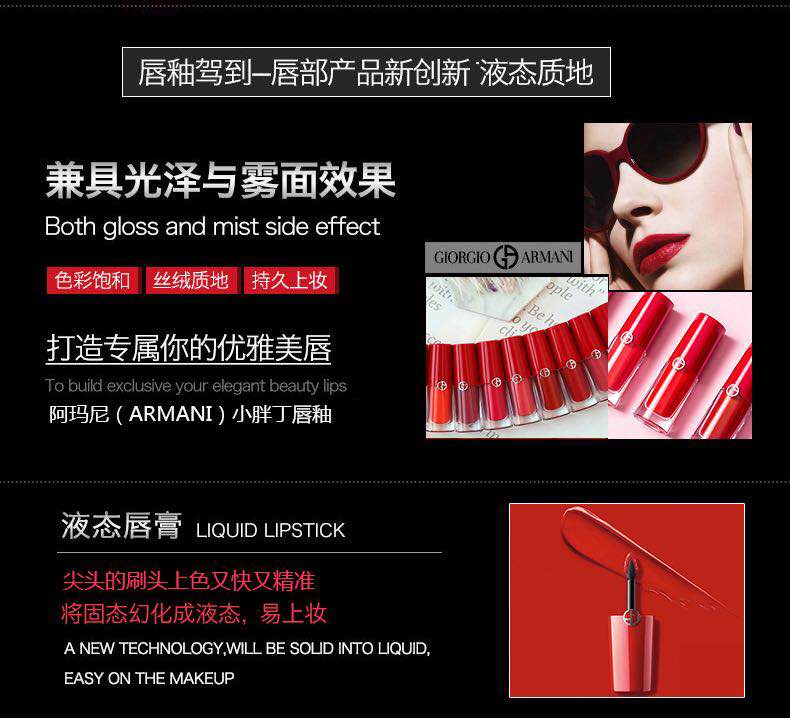 唇釉驾到–唇部产品新创新 液态质地
兼具光泽与雾面效果
Both gloss and mist side effect
色彩饱和 丝绒质地 持久上妆
GIORGIO GA ARMANI
打造专属你的优雅美唇
To build exclusive your elegant beauty lips
阿玛尼（ARMANI）小胖丁唇釉
液态唇膏 LIQUID LIPSTICK
尖头的刷头上色又快又精准
将固态幻化成液态，易上妆
A NEW TECHNOLOGY,WILL BE SOLID INTO LIQUID,
EASY ON THE MAKEUP